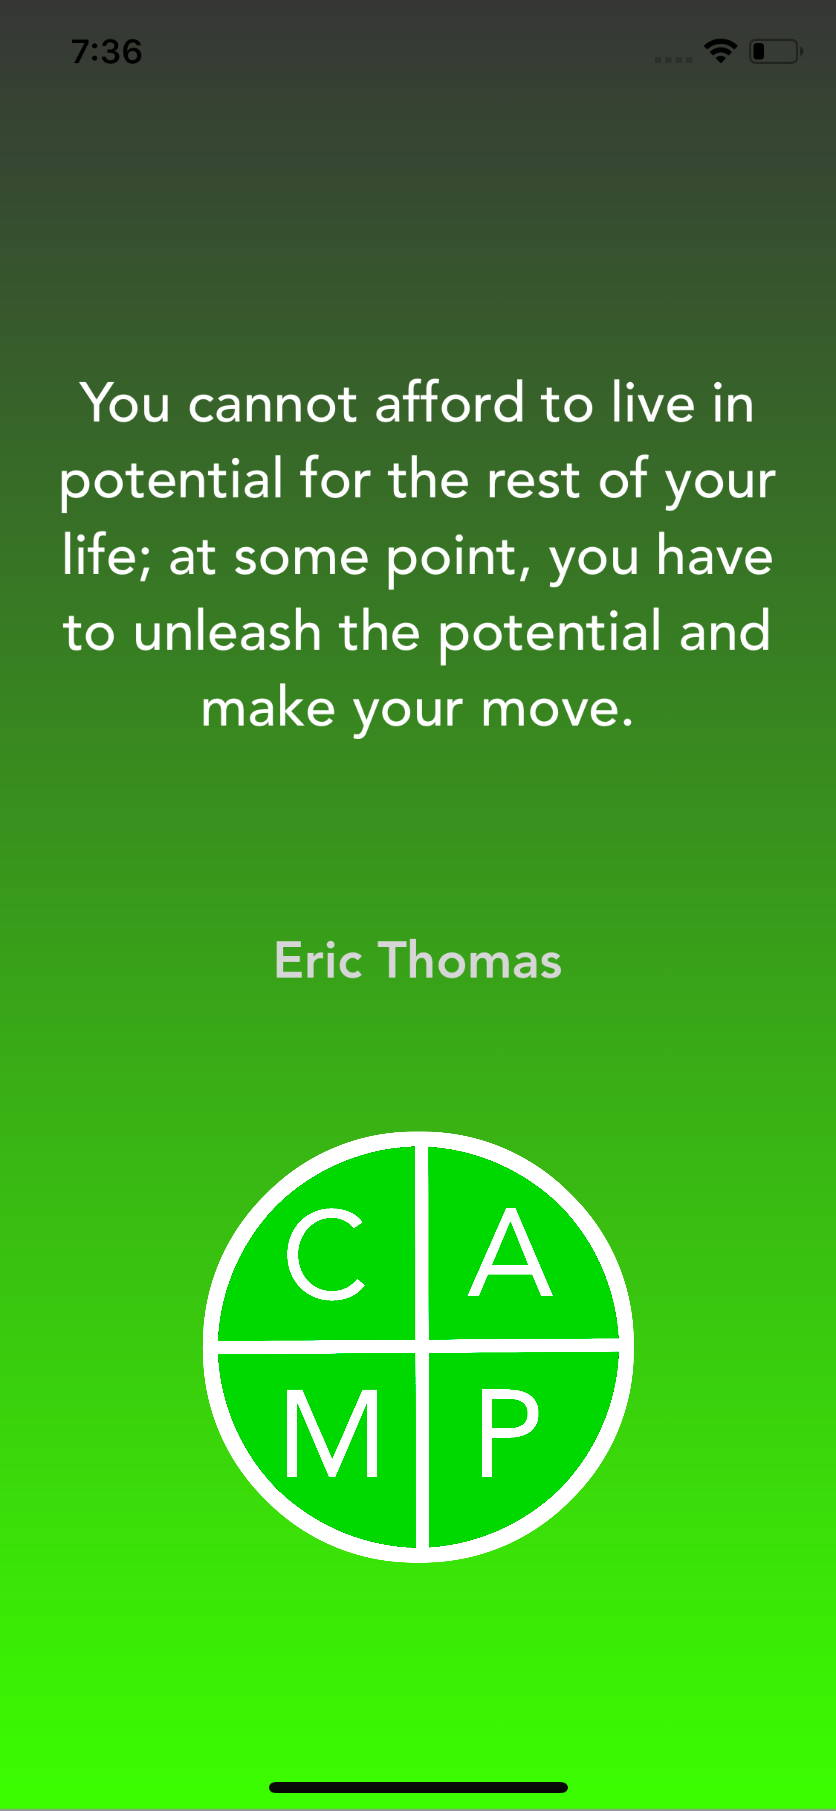 7:36
You cannot afford to live in
potential for the rest of your
life; at some point, you have
to unleash the potential and
make your move.
Eric Thomas
C A
M P